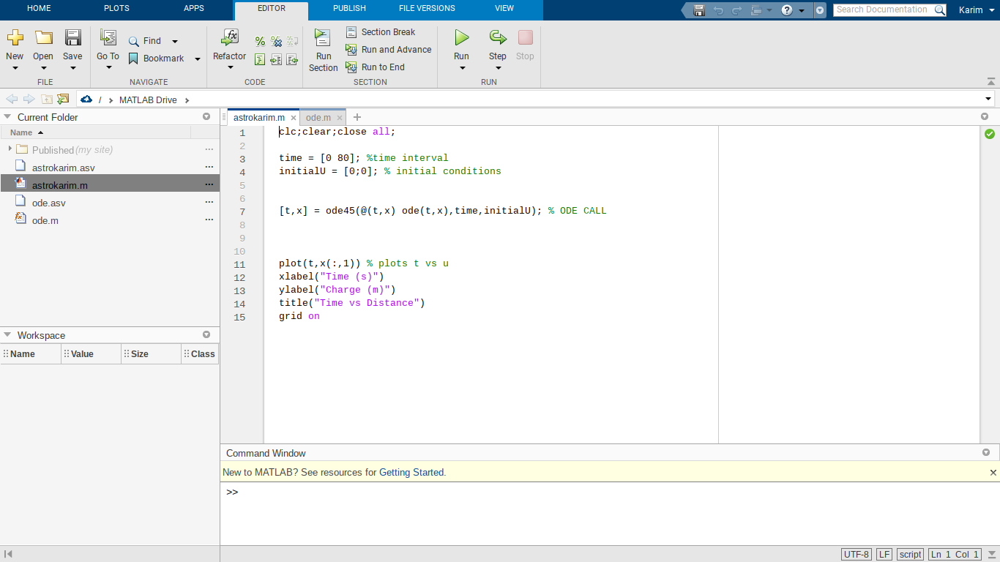 HOME PLOTS APPS EDITOR PUBLISH FILE VERSIONS VIEW Search Documentation Karim
New Open Save Go To Find Bookmark Refactor Run Section Section Break Run and Advance Run to End Run Step Stop
FILE NAVIGATE CODE SECTION RUN
/ MATLAB Drive
Current Folder
Name
Published (my site)
astrokarim.asv
astrokarim.m
ode.asv
ode.m
Workspace
Name Value Size Class
astrokarim.m × ode.m × +
1 clc;clear;close all;
2
3 time = [0 80]; %time interval
4 initialU = [0;0]; % initial conditions
5
6
7 [t,x] = ode45(@(t,x) ode(t,x),time,initialU); % ODE CALL
8
9
10
11 plot(t,x(:,1)) % plots t vs u
12 xlabel("Time (s)")
13 ylabel("Charge (m)")
14 title("Time vs Distance")
15 grid on
Command Window
New to MATLAB? See resources for Getting Started.
>>
UTF-8 LF script Ln 1 Col 1